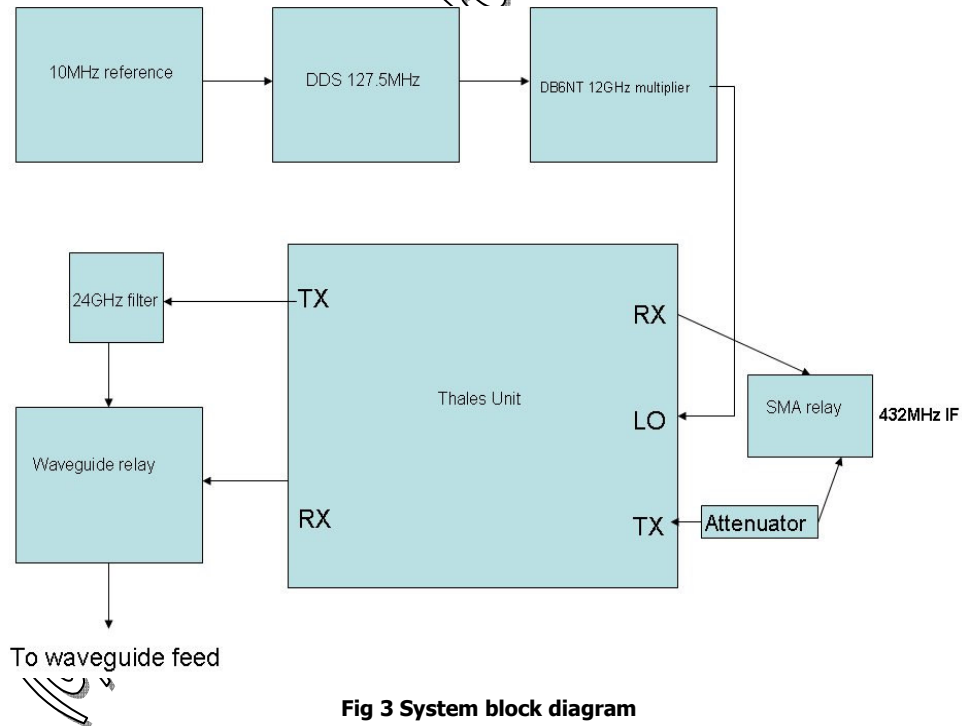 10MHz reference
DDS 127.5MHz
DB6NT 12GHz multiplier
24GHz filter
TX
RX
Thales Unit
SMA relay
432MHz IF
LO
Waveguide relay
RX
TX
Attenuator
To waveguide feed
Fig 3 System block diagram